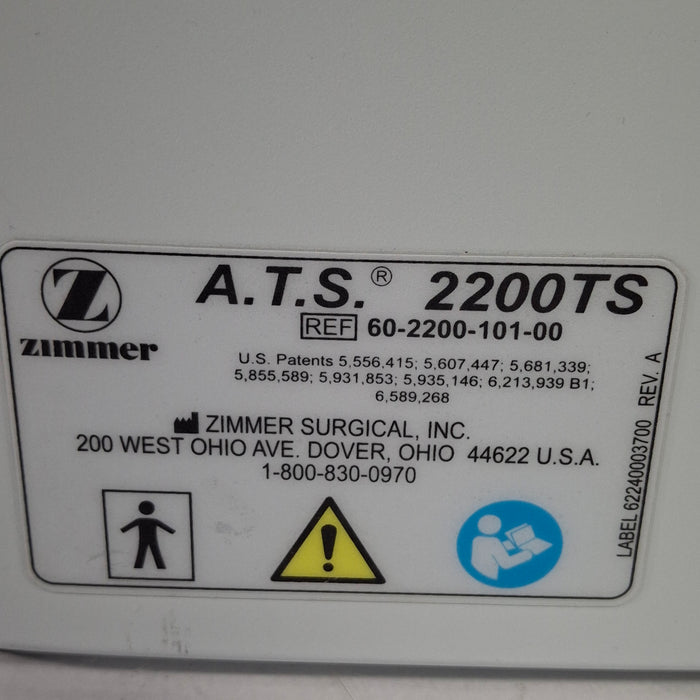 Z
zimmer
A.T.S.® 2200TS
REF 60-2200-101-00
U.S. Patents 5,556,415; 5,607,447; 5,681,339;
5,855,589; 5,931,853; 5,935,146; 6,213,939 B1;
6,589,268
ZIMMER SURGICAL, INC.
200 WEST OHIO AVE. DOVER, OHIO 44622 U.S.A.
1-800-830-0970
LABEL 62240003700 REV. A